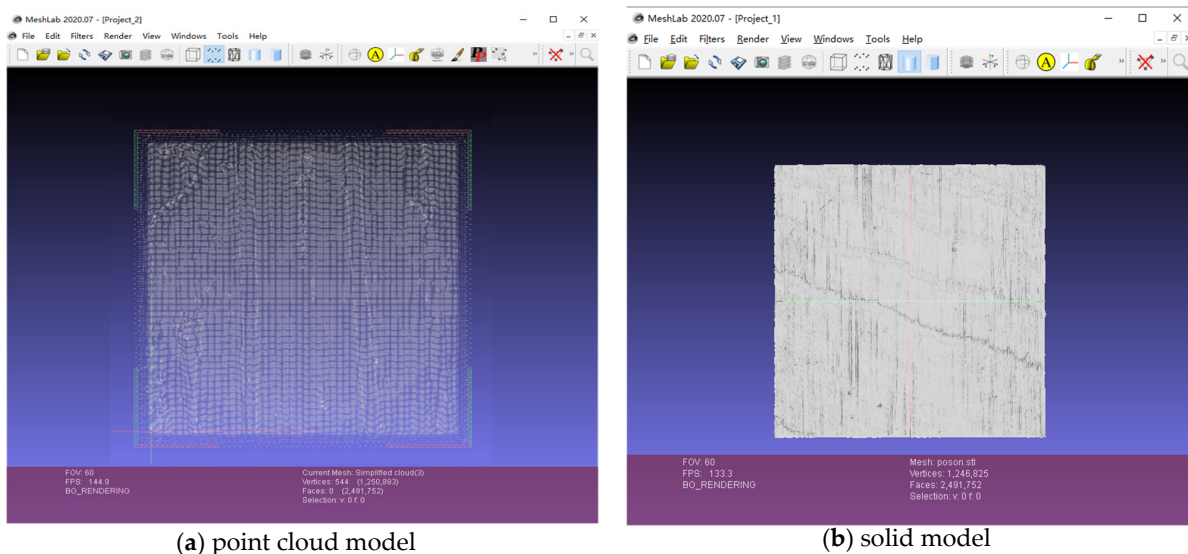 MeshLab 2020.07 - [Project_2]
File Edit Filters Render View Windows Tools Help
A
»
»
FOV: 60
FPS: 144.9
BO_RENDERING
Current Mesh: Simplified cloud(3)
Vertices: 544 (1,250,893)
Faces: 0 (2,491,752)
Selection: v: 0 f: 0
(a) point cloud model
MeshLab 2020.07 - [Project_1]
File Edit Filters Render View Windows Tools Help
A
»
»
FOV: 60
FPS: 133.3
BO_RENDERING
Mesh: poson.stl
Vertices: 1,246,825
Faces: 2,491,752
Selection: v: 0 f: 0
(b) solid model